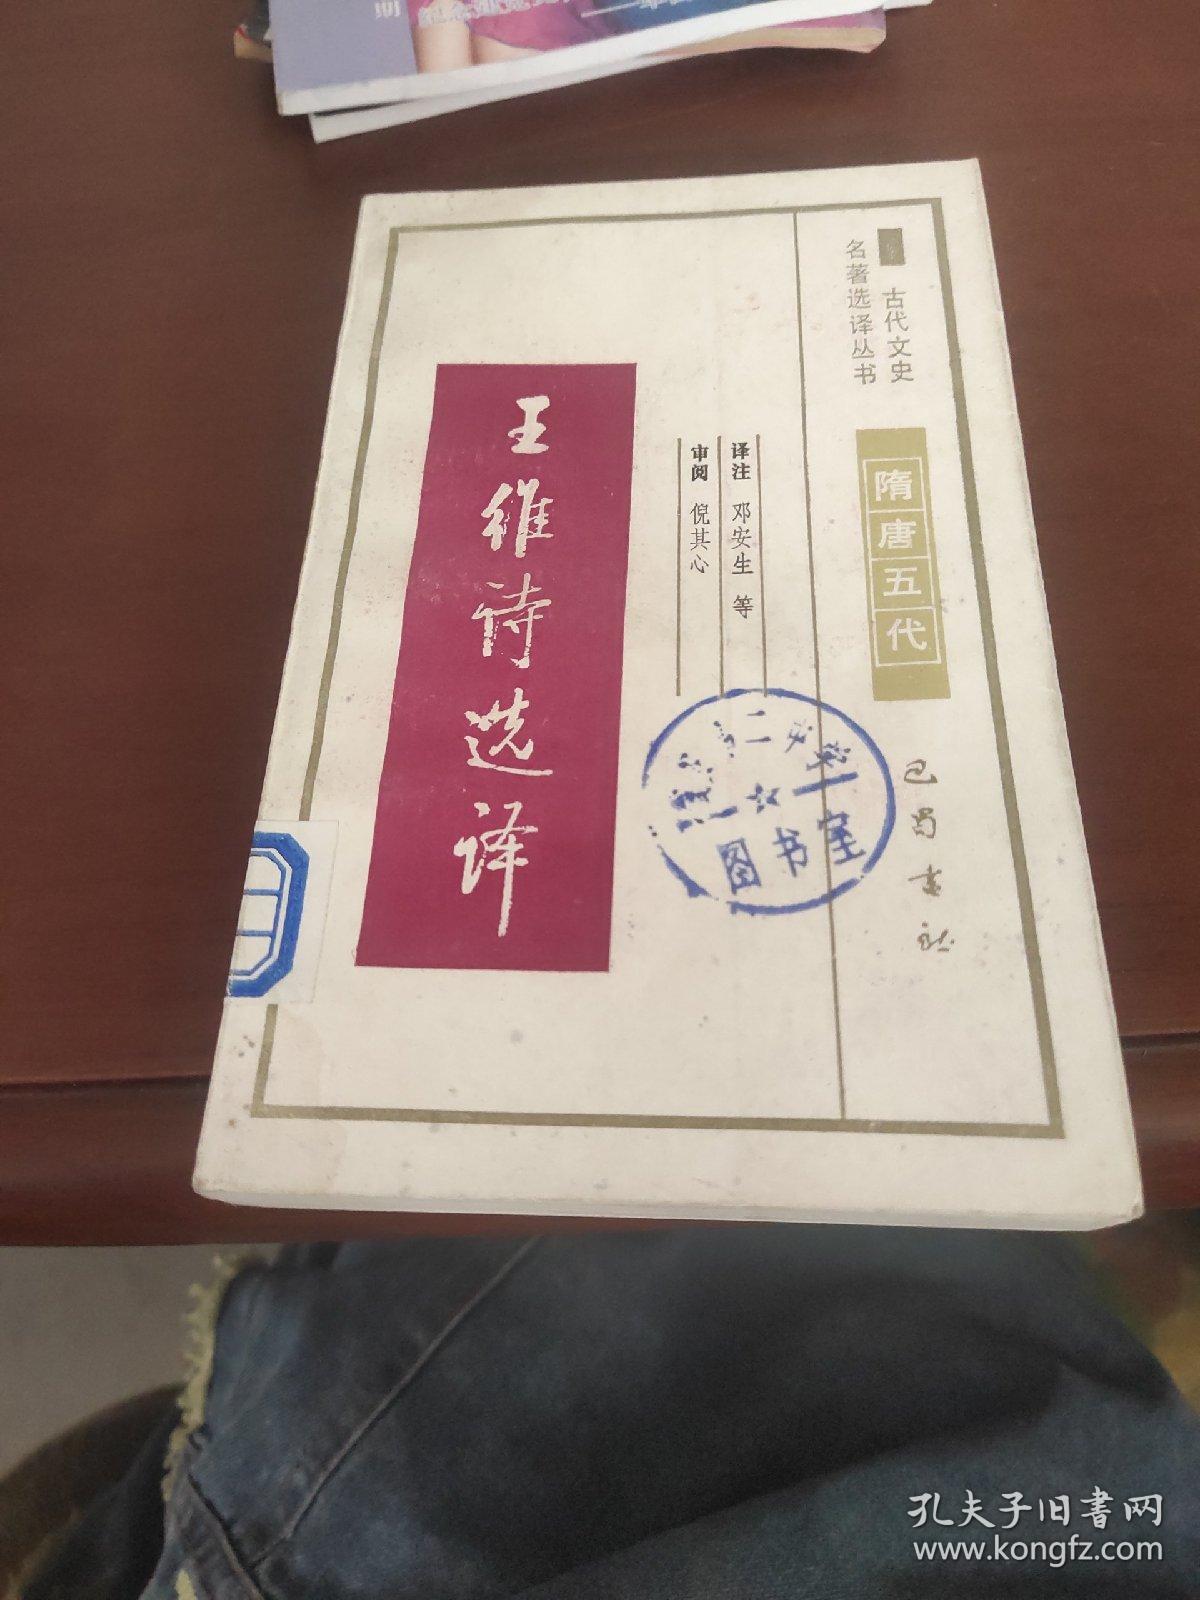 期
古代文史
名著选译丛书
隋唐五代
巴蜀书社
译注 邓安生 等
审阅 倪其心
王维诗选译
二
图书室
孔夫子旧书网
www.kongfz.com